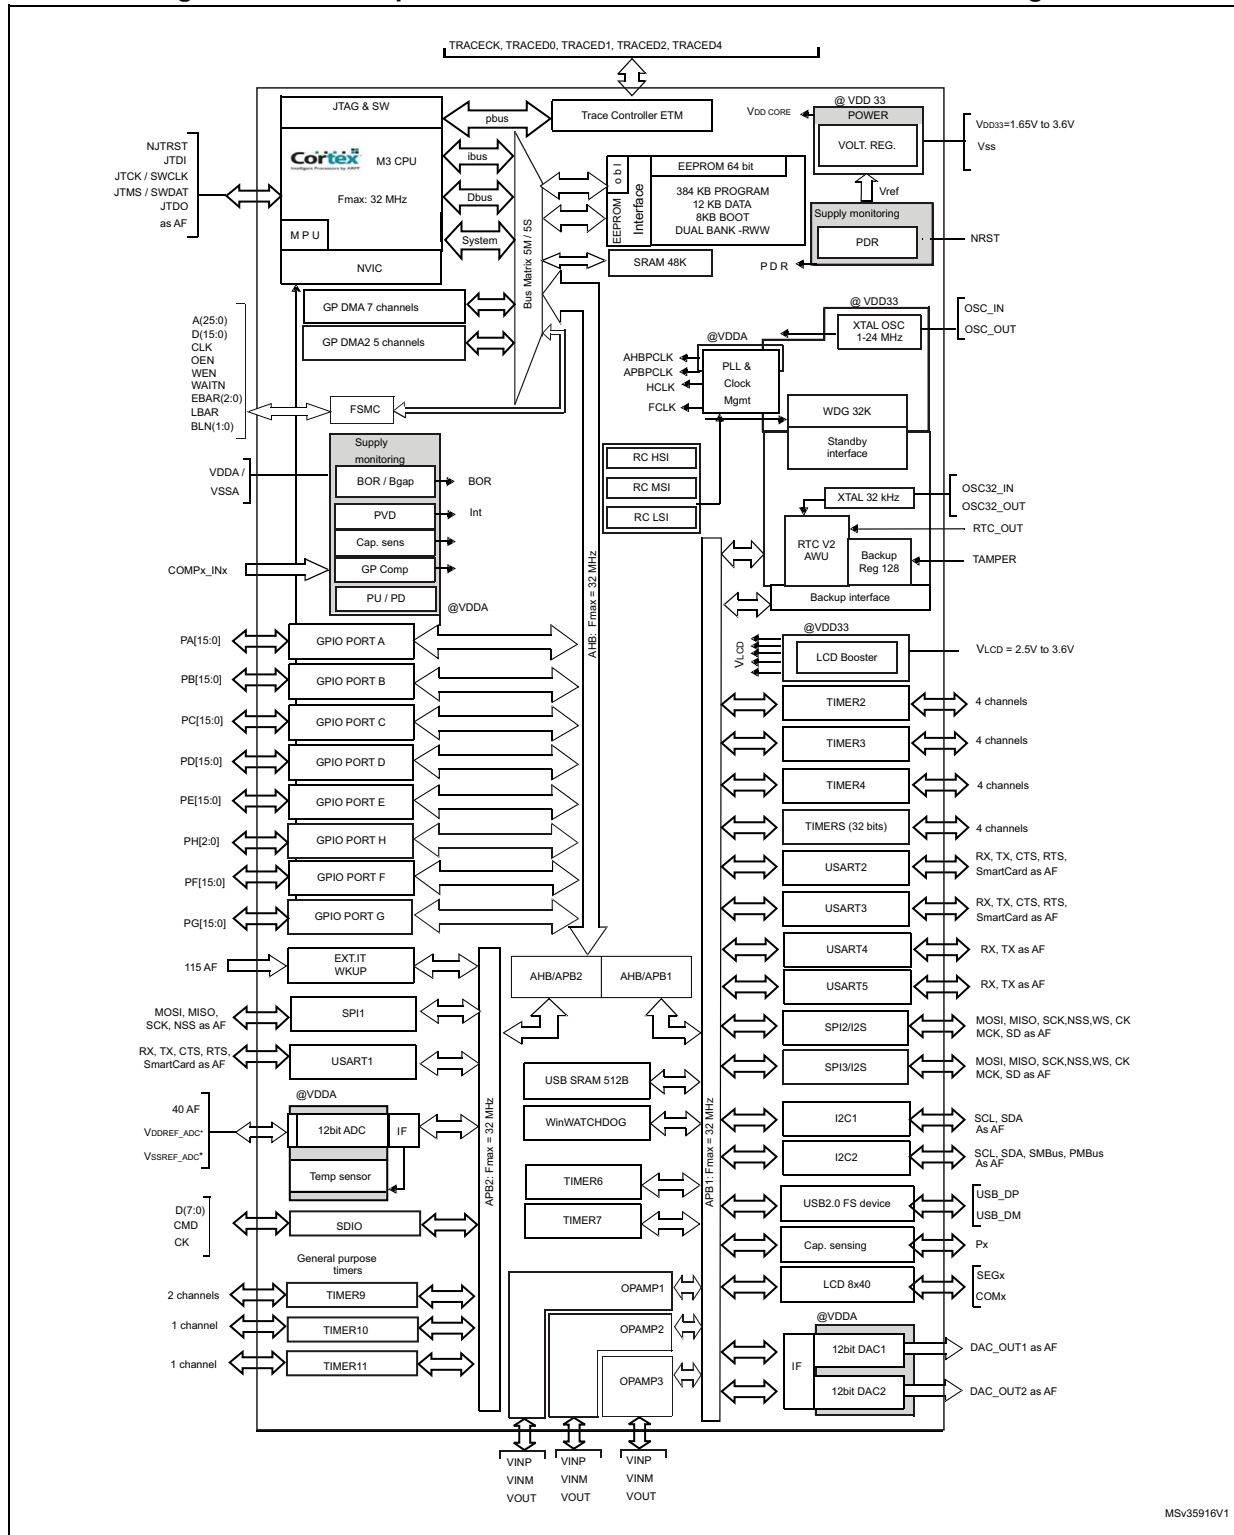 TRACECK, TRACED0, TRACED1, TRACED2, TRACED4
JTAG & SW
pbus
Trace Controller ETM
Cortex
Intelligent Processors by ARM
M3 CPU
Fmax: 32 MHz
MPU
NVIC
ibus
Dbus
System
NJTRST
JTDI
JTCK / SWCLK
JTMS / SWDAT
JTDO
as AF
Bus Matrix 5M / 5S
EEPROM
obl
Interface
EEPROM 64 bit
384 KB PROGRAM
12 KB DATA
8KB BOOT
DUAL BANK -RWW
SRAM 48K
VDD CORE
@ VDD 33
POWER
VOLT. REG.
VDD33=1.65V to 3.6V
Vss
Vref
Supply monitoring
PDR
PDR
NRST
GP DMA 7 channels
GP DMA2 5 channels
A(25:0)
D(15:0)
CLK
OEN
WEN
WAITN
EBAR(2:0)
LBAR
BLN(1:0)
FSMC
@ VDD33
XTAL OSC
1-24 MHz
OSC_IN
OSC_OUT
@VDDA
PLL &
Clock
Mgmt
AHBPCLK
APBPCLK
HCLK
FCLK
WDG 32K
Standby
interface
RC HSI
RC MSI
RC LSI
XTAL 32 kHz
OSC32_IN
OSC32_OUT
RTC V2
AWU
RTC_OUT
Backup
Reg 128
TAMPER
Backup interface
Supply
monitoring
VDDA /
VSSA
BOR / Bgap
BOR
PVD
Int
Cap. sens
COMPx_INx
GP Comp
PU / PD
@VDDA
AHB: Fmax = 32 MHz
PA[15:0]
GPIO PORT A
PB[15:0]
GPIO PORT B
PC[15:0]
GPIO PORT C
PD[15:0]
GPIO PORT D
PE[15:0]
GPIO PORT E
PH[2:0]
GPIO PORT H
PF[15:0]
GPIO PORT F
PG[15:0]
GPIO PORT G
@VDD33
VLCD
LCD Booster
VLCD = 2.5V to 3.6V
TIMER2
4 channels
TIMER3
4 channels
TIMER4
4 channels
TIMERS (32 bits)
4 channels
USART2
RX, TX, CTS, RTS,
SmartCard as AF
USART3
RX, TX, CTS, RTS,
SmartCard as AF
USART4
RX, TX as AF
USART5
RX, TX as AF
SPI2/I2S
MOSI, MISO, SCK,NSS,WS, CK
MCK, SD as AF
SPI3/I2S
MOSI, MISO, SCK,NSS,WS, CK
MCK, SD as AF
I2C1
SCL, SDA
As AF
I2C2
SCL, SDA, SMBus, PMBus
As AF
USB2.0 FS device
USB_DP
USB_DM
Cap. sensing
Px
LCD 8x40
SEGx
COMx
@VDDA
IF
12bit DAC1
DAC_OUT1 as AF
12bit DAC2
DAC_OUT2 as AF
115 AF
EXT.IT
WKUP
MOSI, MISO,
SCK, NSS as AF
SPI1
RX, TX, CTS, RTS,
SmartCard as AF
USART1
@VDDA
40 AF
VDDREF_ADC*
VSSREF_ADC*
12bit ADC
IF
Temp sensor
D(7:0)
CMD
CK
SDIO
General purpose
timers
2 channels
TIMER9
1 channel
TIMER10
1 channel
TIMER11
APB2: Fmax = 32 MHz
AHB/APB2
AHB/APB1
USB SRAM 512B
WinWATCHDOG
TIMER6
TIMER7
APB1: Fmax = 32 MHz
OPAMP1
OPAMP2
OPAMP3
VINP
VINM
VOUT
VINP
VINM
VOUT
VINP
VINM
VOUT
MSv35916V1